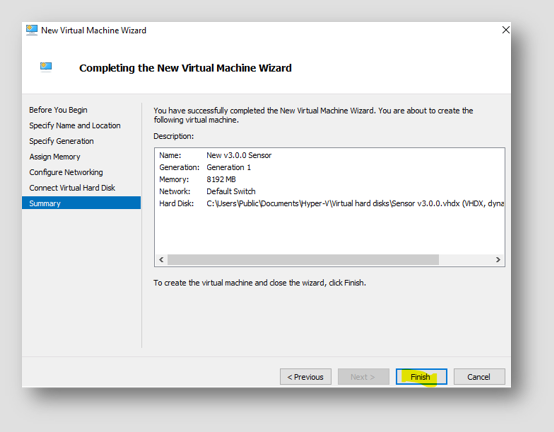 New Virtual Machine Wizard
Completing the New Virtual Machine Wizard
Before You Begin
Specify Name and Location
Specify Generation
Assign Memory
Configure Networking
Connect Virtual Hard Disk
Summary
You have successfully completed the New Virtual Machine Wizard. You are about to create the
following virtual machine.
Description:
Name: New v3.0.0 Sensor
Generation: Generation 1
Memory: 8192 MB
Network: Default Switch
Hard Disk: C:\Users\Public\Documents\Hyper-V\Virtual hard disks\Sensor v3.0.0.vhdx (VHDX, dyna
To create the virtual machine and close the wizard, click Finish.
< Previous
Next >
Finish
Cancel